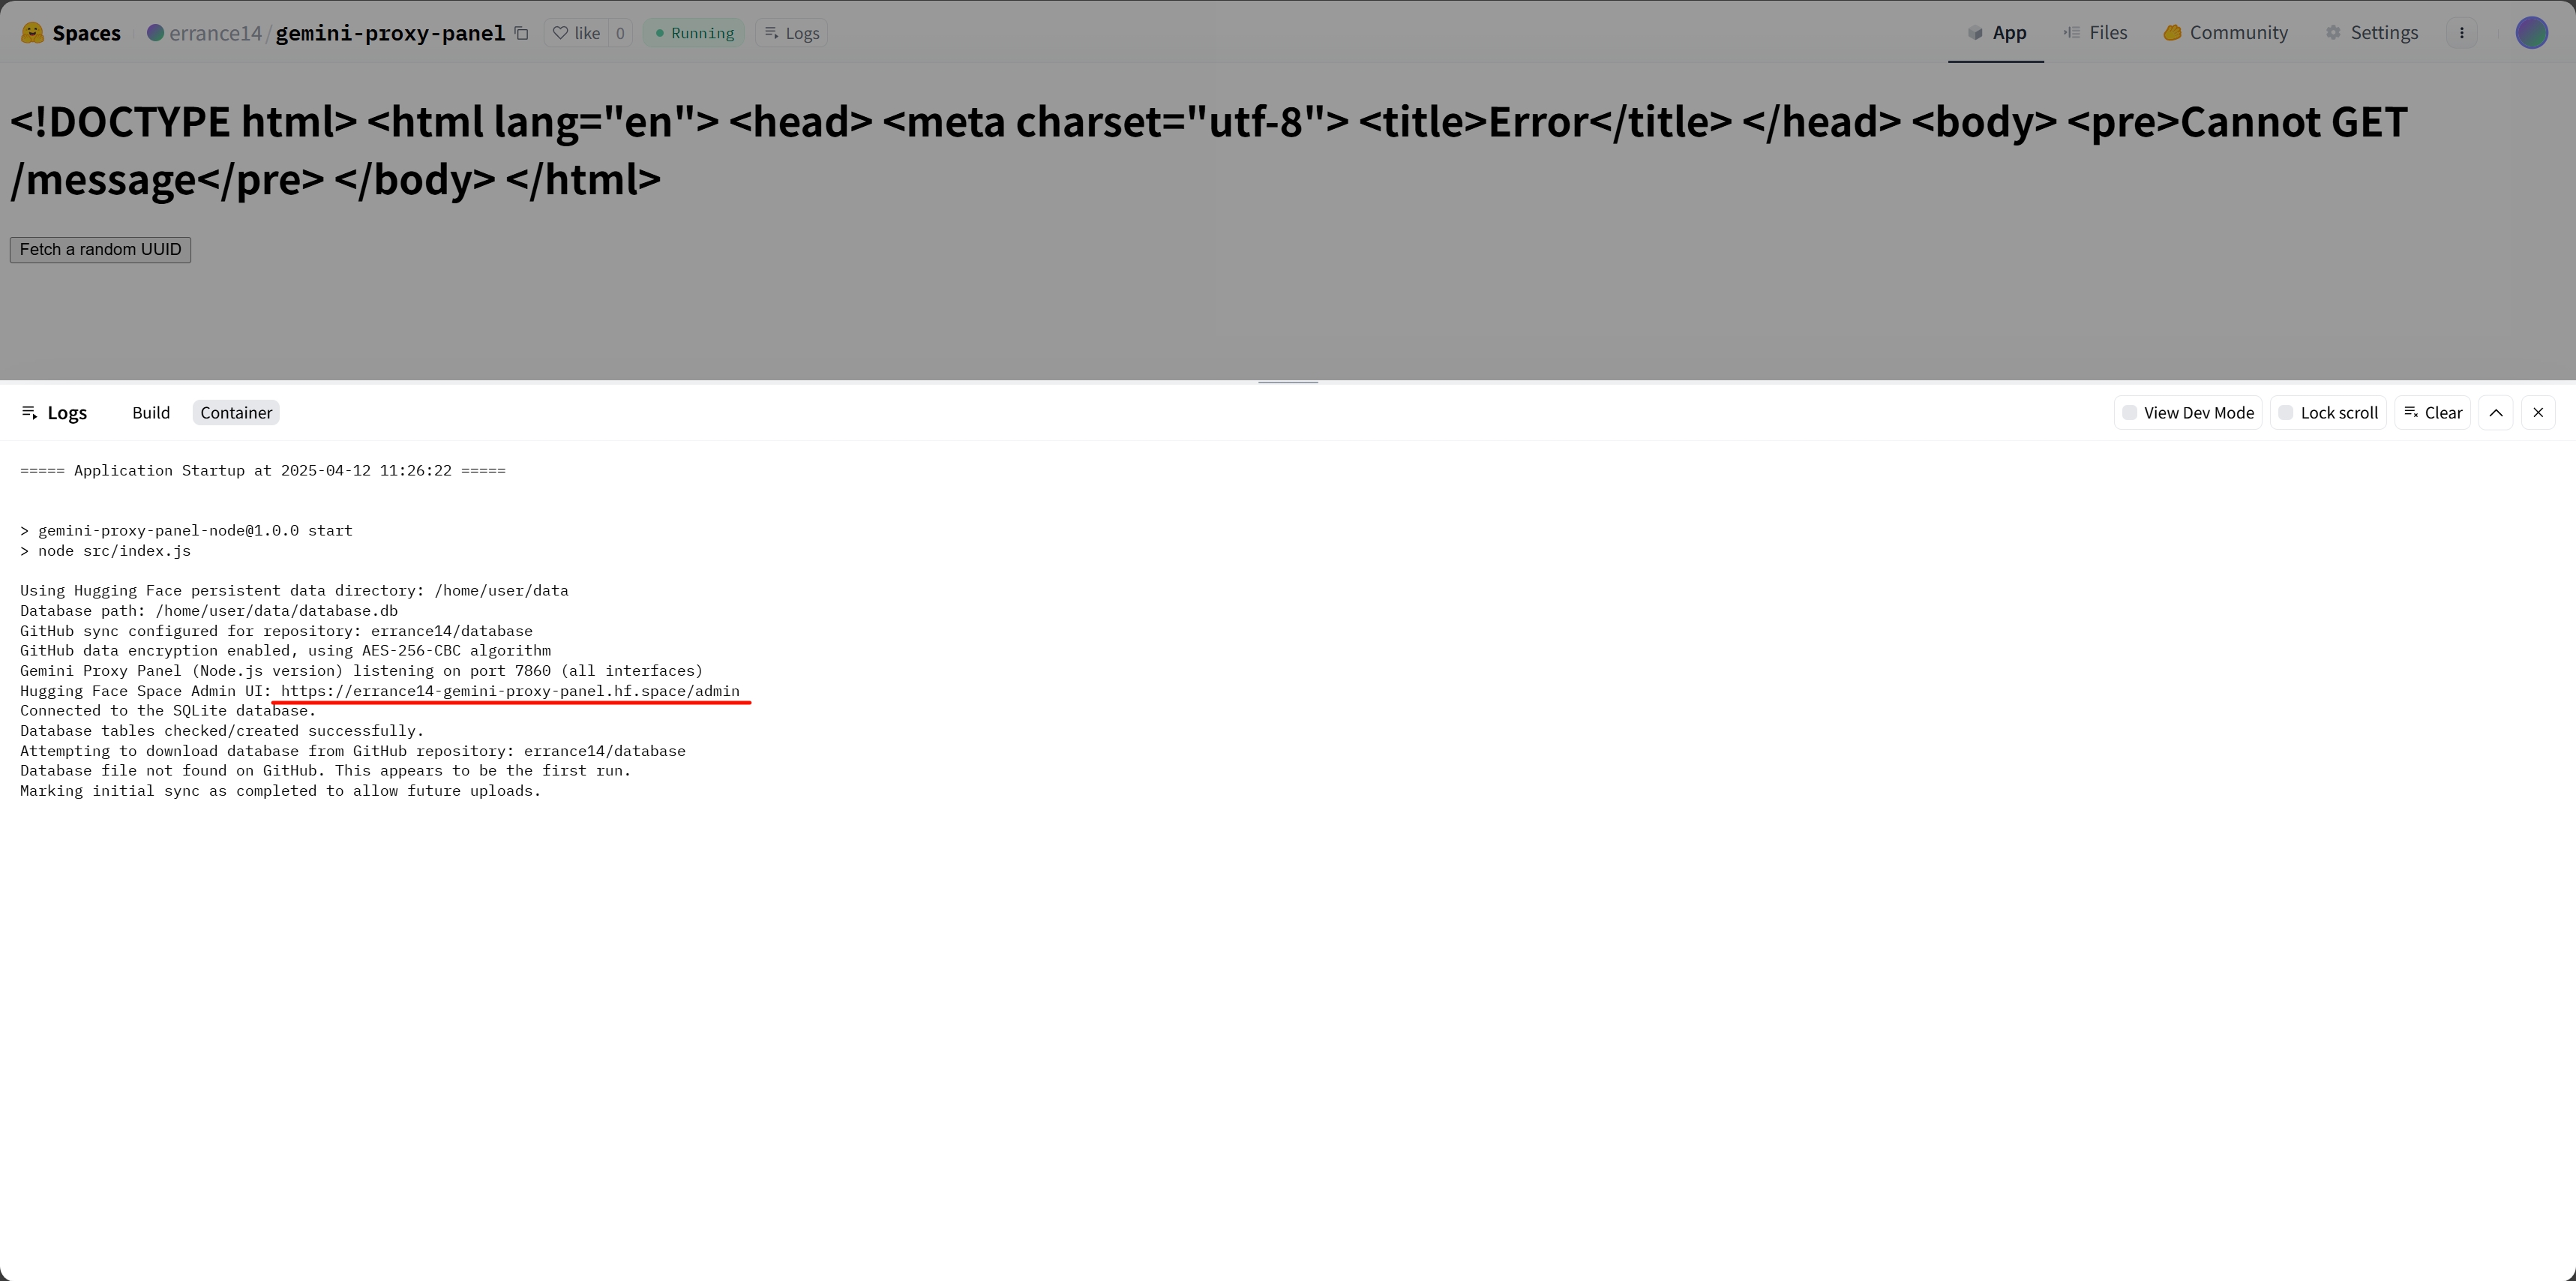 Spaces errance14/gemini-proxy-panel like 0 Running Logs App Files Community Settings
<!DOCTYPE html> <html lang="en"> <head> <meta charset="utf-8"> <title>Error</title> </head> <body> <pre>Cannot GET
/message</pre> </body> </html>
Fetch a random UUID
Logs Build Container View Dev Mode Lock scroll Clear
===== Application Startup at 2025-04-12 11:26:22 =====
> gemini-proxy-panel-node@1.0.0 start
> node src/index.js
Using Hugging Face persistent data directory: /home/user/data
Database path: /home/user/data/database.db
GitHub sync configured for repository: errance14/database
GitHub data encryption enabled, using AES-256-CBC algorithm
Gemini Proxy Panel (Node.js version) listening on port 7860 (all interfaces)
Hugging Face Space Admin UI: https://errance14-gemini-proxy-panel.hf.space/admin
Connected to the SQLite database.
Database tables checked/created successfully.
Attempting to download database from GitHub repository: errance14/database
Database file not found on GitHub. This appears to be the first run.
Marking initial sync as completed to allow future uploads.